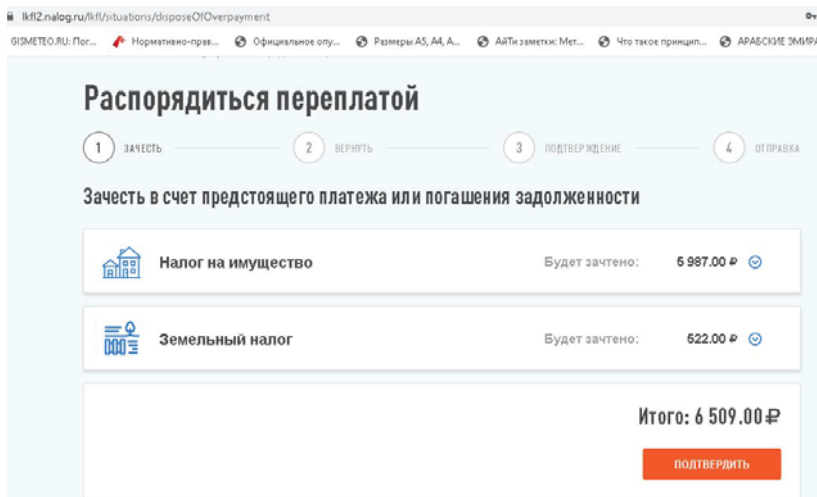 lkfl2.nalog.ru/lkfl/situations/disposeOfOverpayment
GISMETEO.RU: Пог... Нормативно-прав... Официальное опу... Размеры А5, А4, А... АйТи заметки: Мет... Что такое принцип... АРАБСКИЕ ЭМИРА
Распорядиться переплатой
1 ЗАЧЕСТЬ 2 ВЕРНУТЬ 3 ПОДТВЕРЖДЕНИЕ 4 ОТПРАВКА
Зачесть в счет предстоящего платежа или погашения задолженности
Налог на имущество Будет зачтено: 5 987.00 ₽
Земельный налог Будет зачтено: 522.00 ₽
Итого: 6 509.00 ₽
ПОДТВЕРДИТЬ